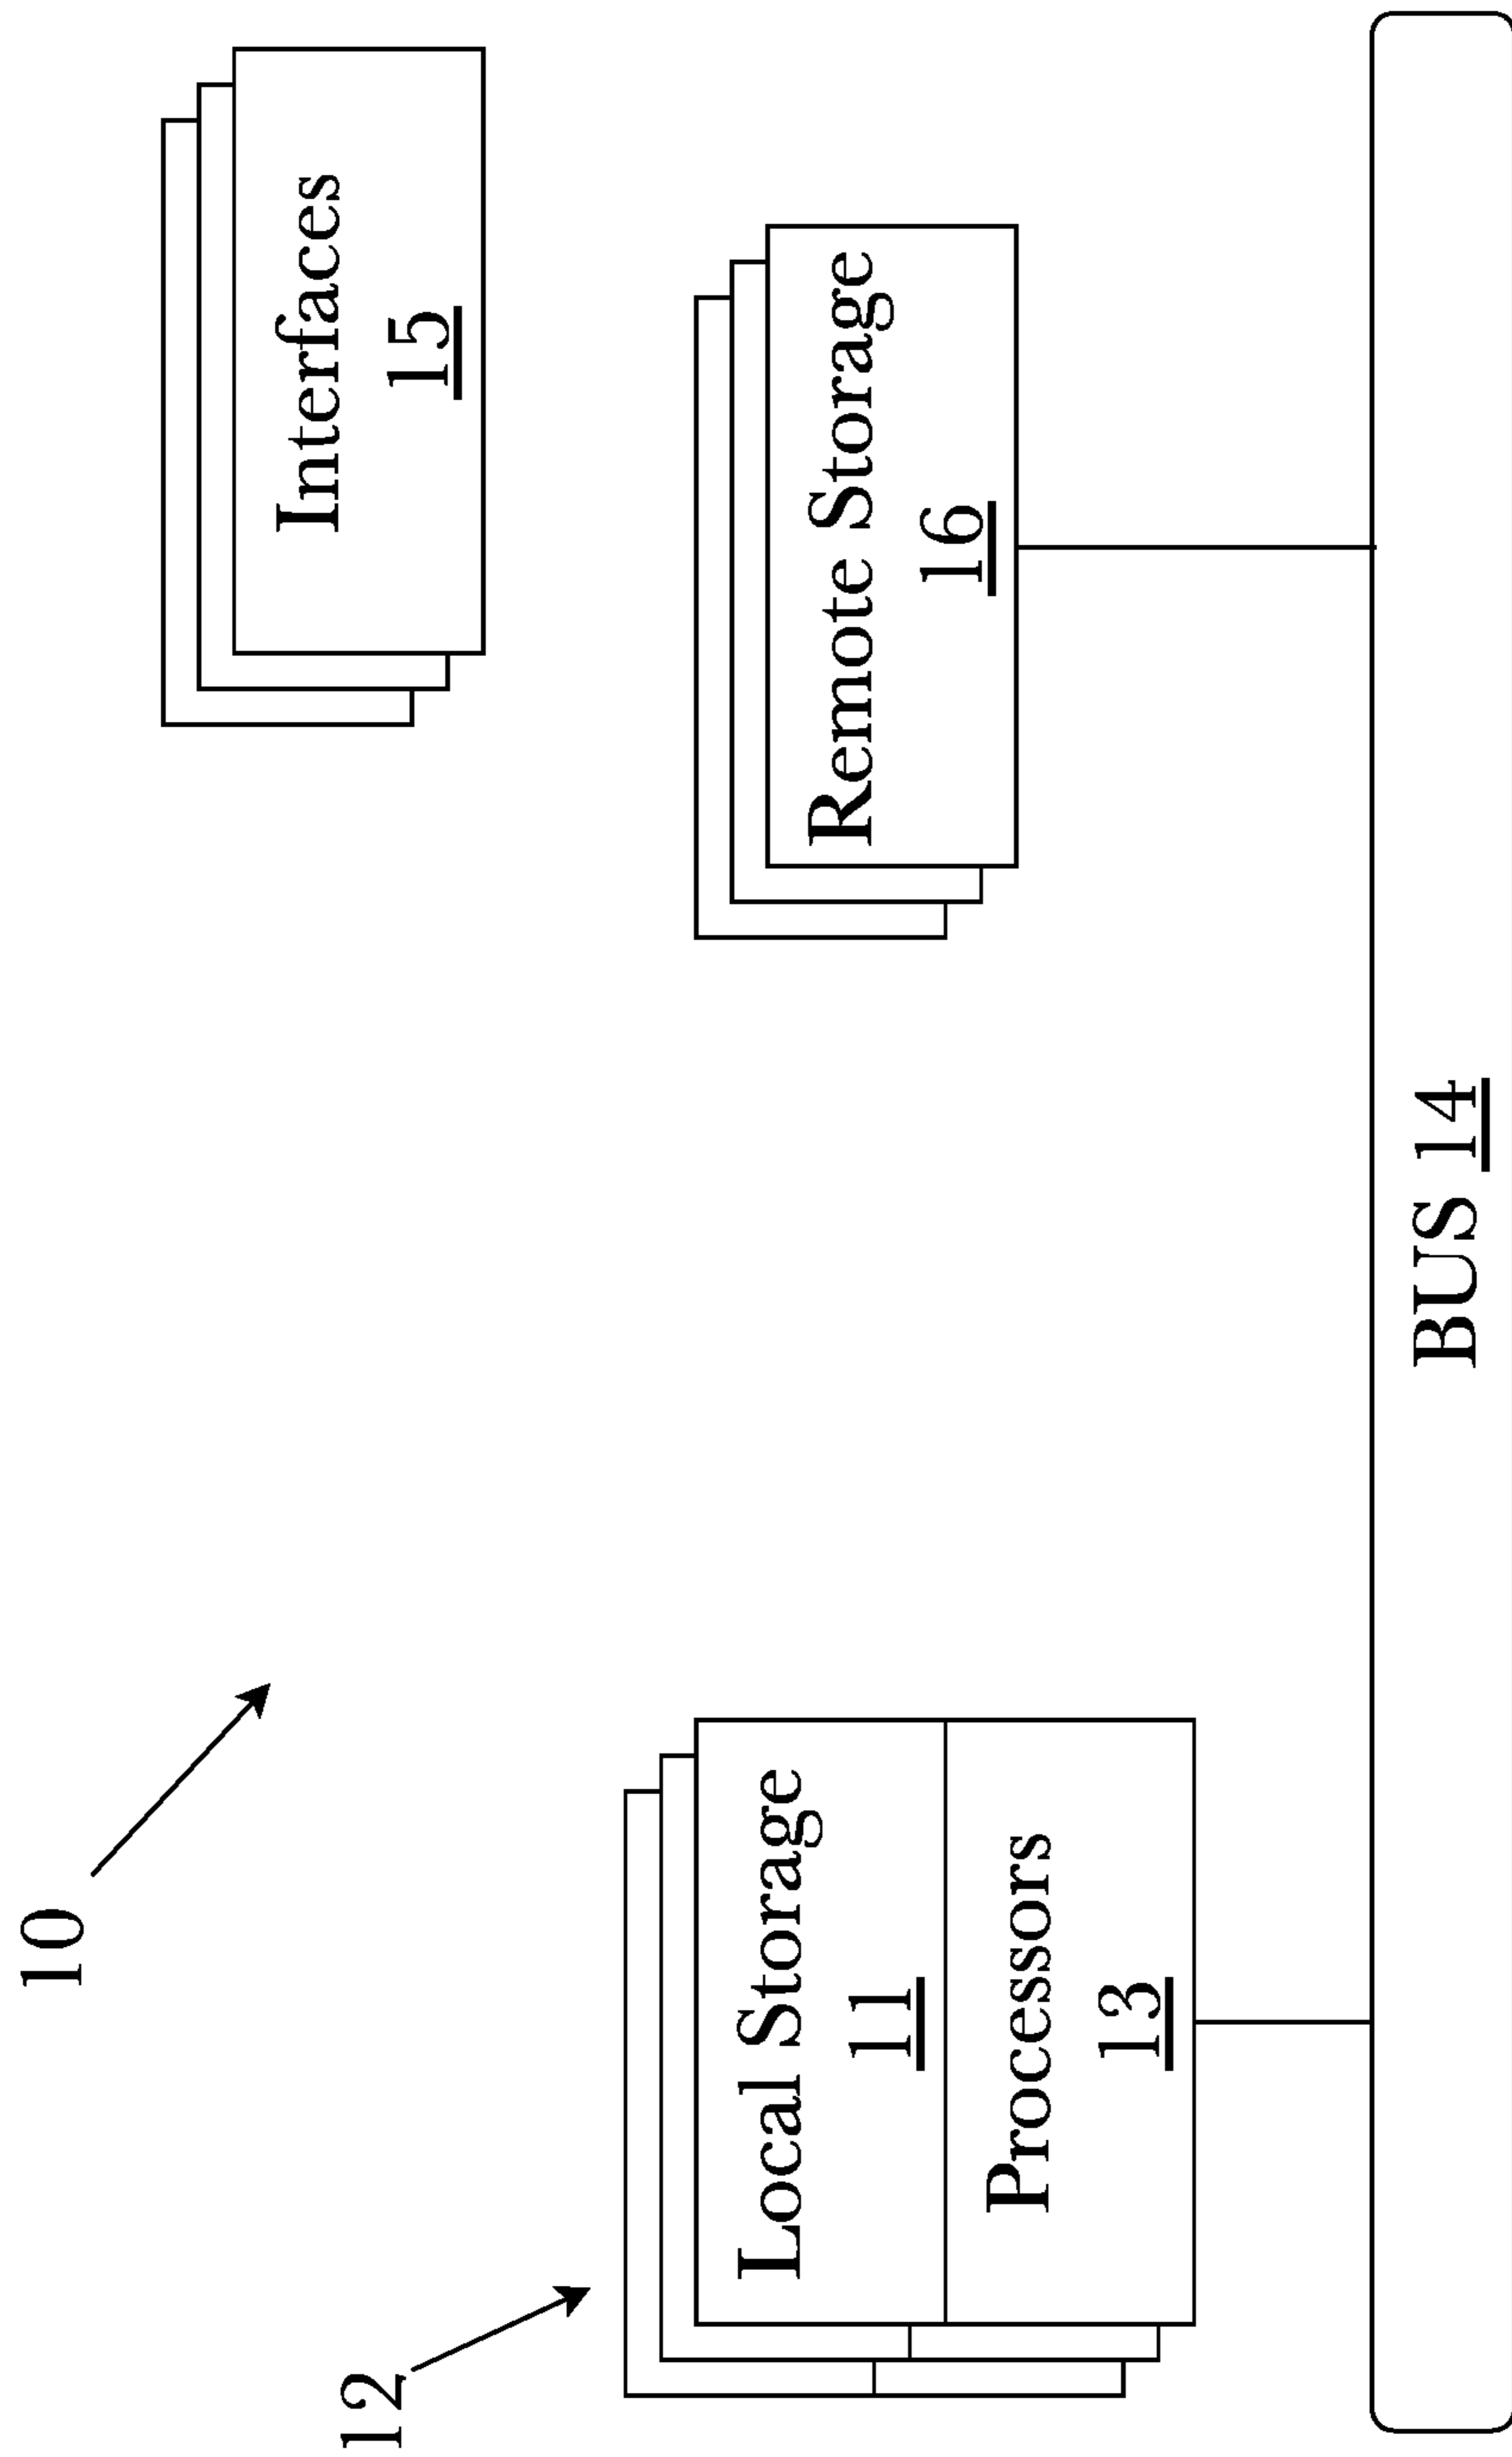 10
12
Local Storage
11
Processors
13
Interfaces
15
Remote Storage
16
BUS 14